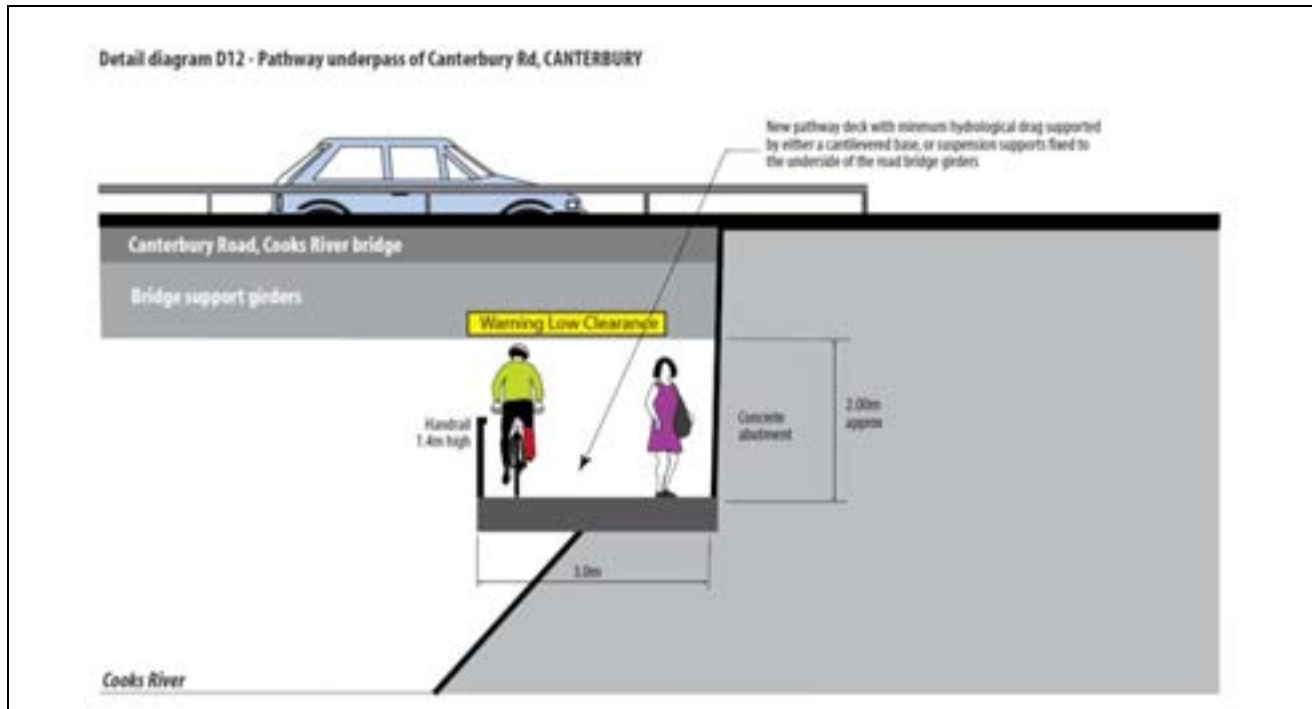 Detail diagram D12 - Pathway underpass of Canterbury Rd, CANTERBURY
New pathway deck with minmum hydrological drag supported
by either a cantilevered base, or suspension supports fixed to
the underside of the road bridge girders
Canterbury Road, Cooks River bridge
Bridge support girders
Warning Low Clearance
Handrail
1.4m high
Concrete
abutment
2.00m
approx
3.0m
Cooks River